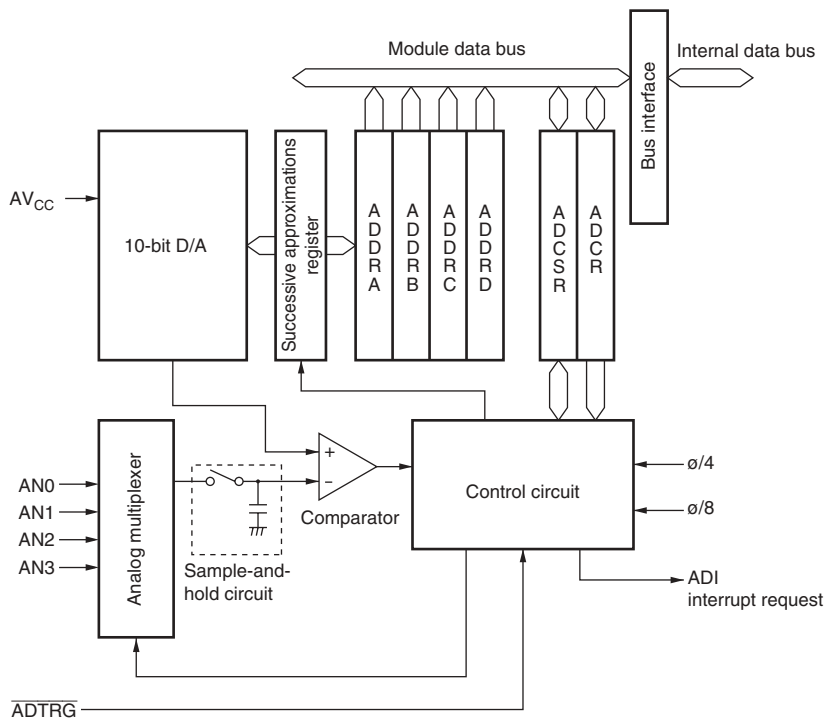 Module data bus
Internal data bus
Bus interface
AVCC
10-bit D/A
Successive approximations
register
ADDRA
ADDRB
ADDRC
ADDRD
ADCSR
ADCR
AN0
AN1
AN2
AN3
Analog multiplexer
Sample-and-
hold circuit
+
−
Comparator
Control circuit
ø/4
ø/8
ADI
interrupt request
ADTRG